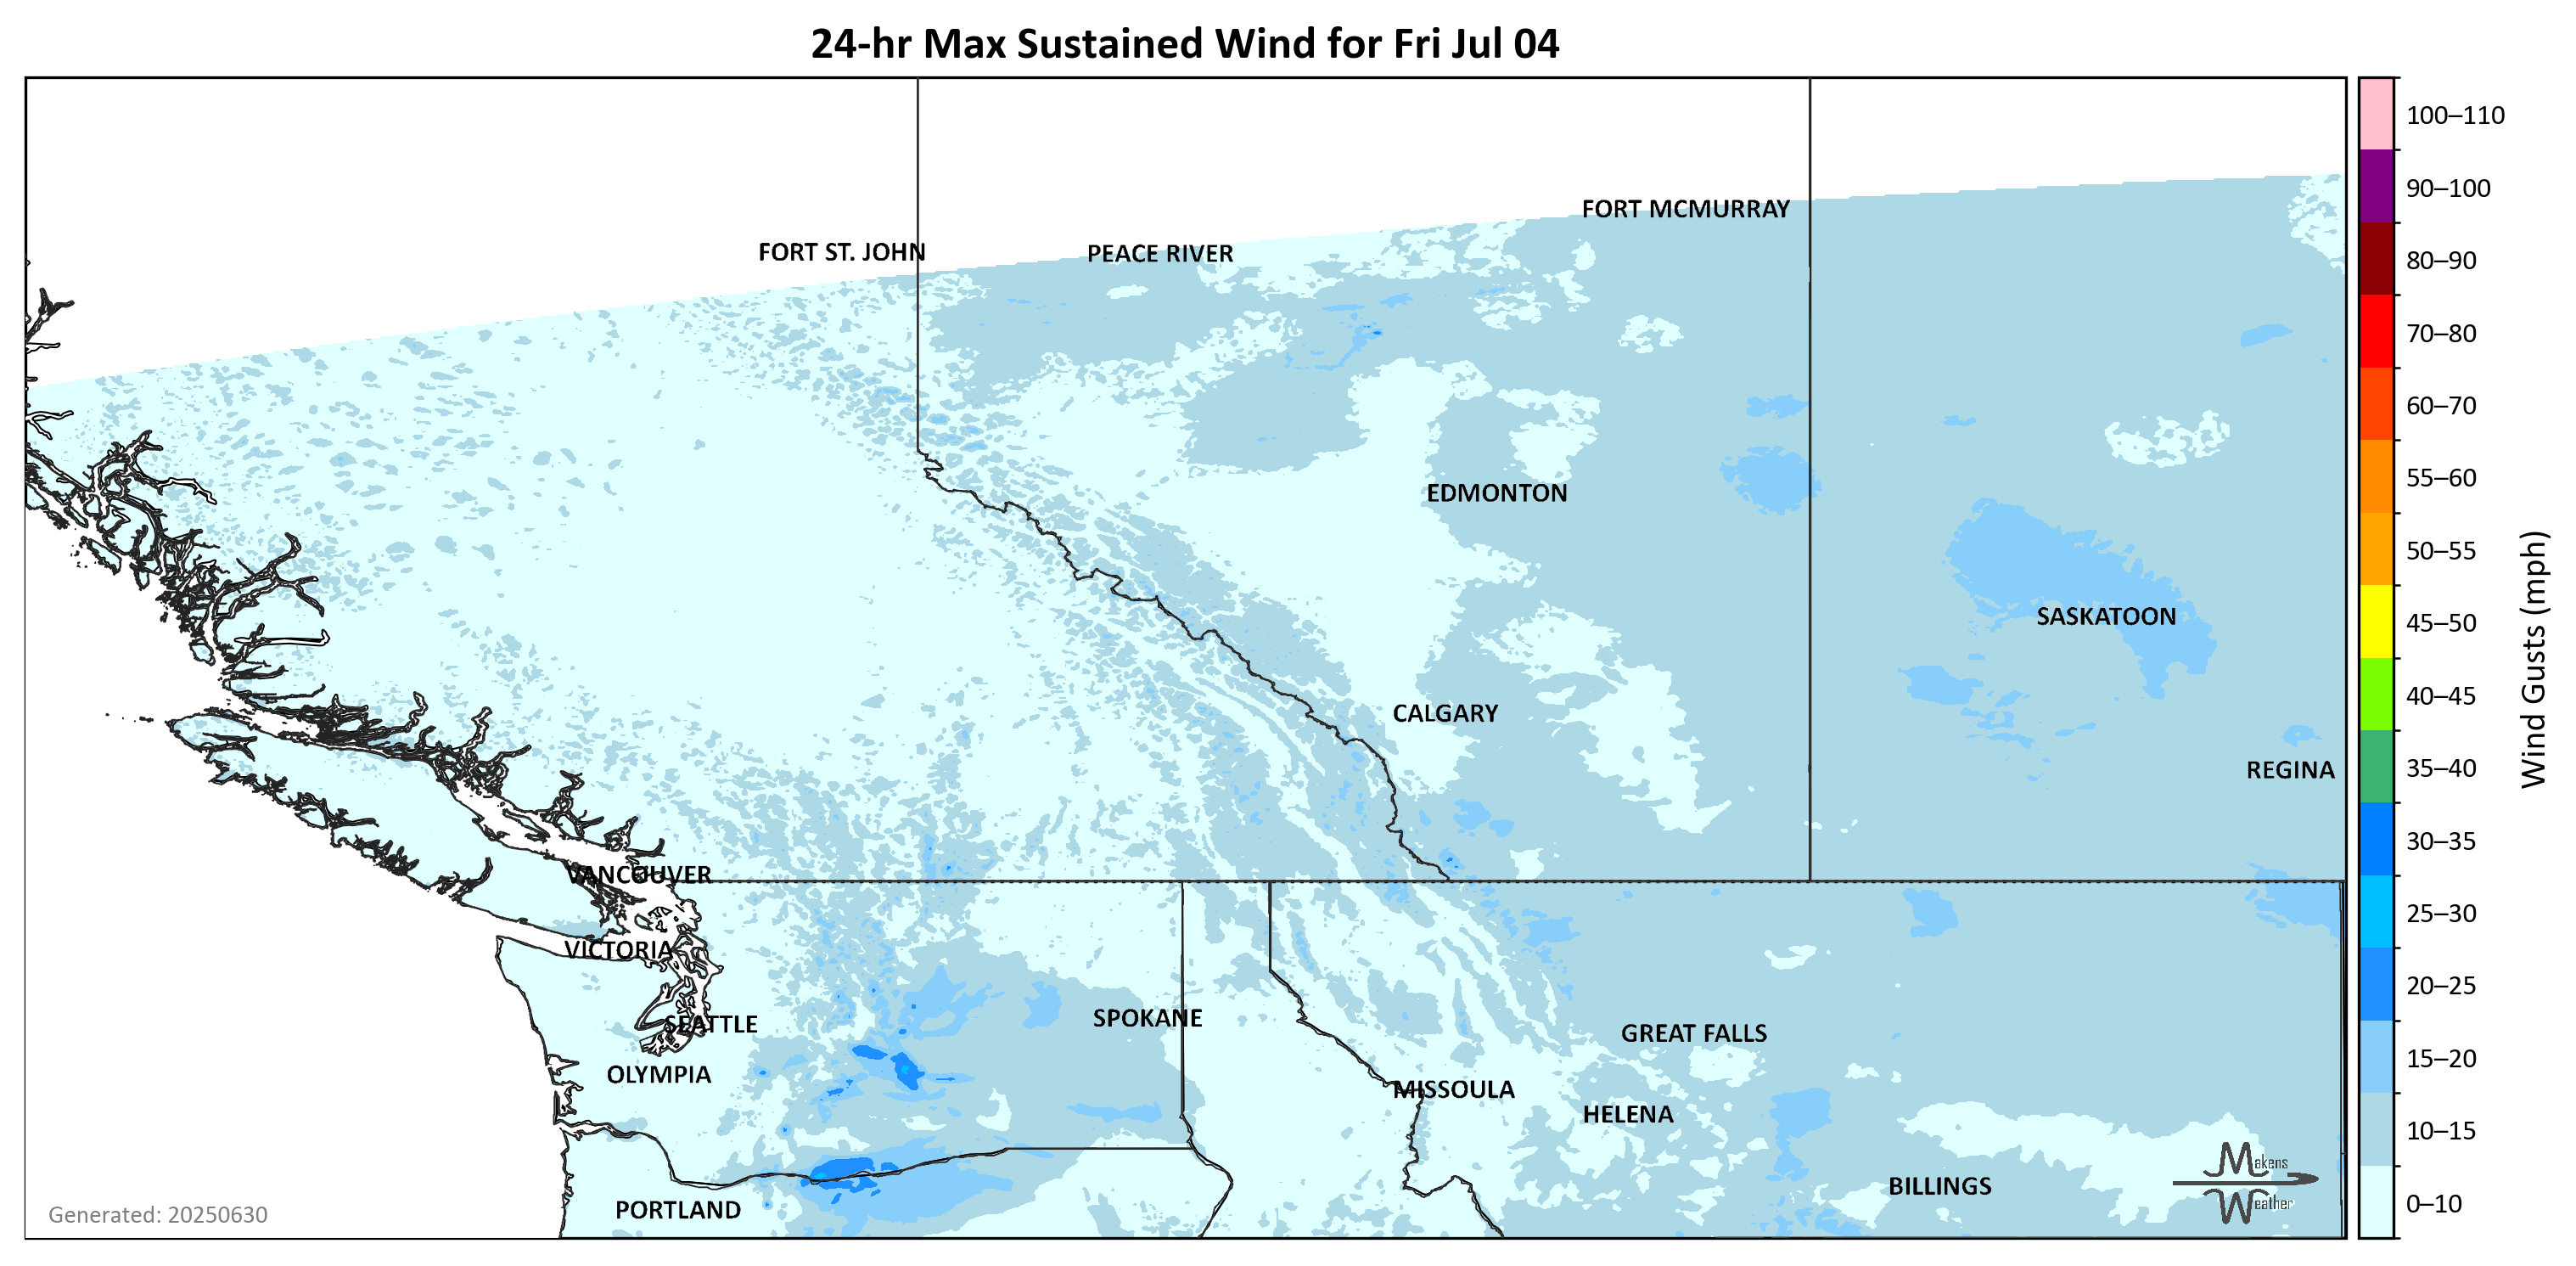 24-hr Max Sustained Wind for Fri Jul 04
100–110
90–100
80–90
70–80
60–70
55–60
50–55
45–50
40–45
35–40
30–35
25–30
20–25
15–20
10–15
0–10
Wind Gusts (mph)
FORT MCMURRAY
FORT ST. JOHN
PEACE RIVER
EDMONTON
SASKATOON
CALGARY
REGINA
VANCOUVER
VICTORIA
SEATTLE
SPOKANE
GREAT FALLS
OLYMPIA
MISSOULA
HELENA
BILLINGS
PORTLAND
Makens
Weather
Generated: 20250630